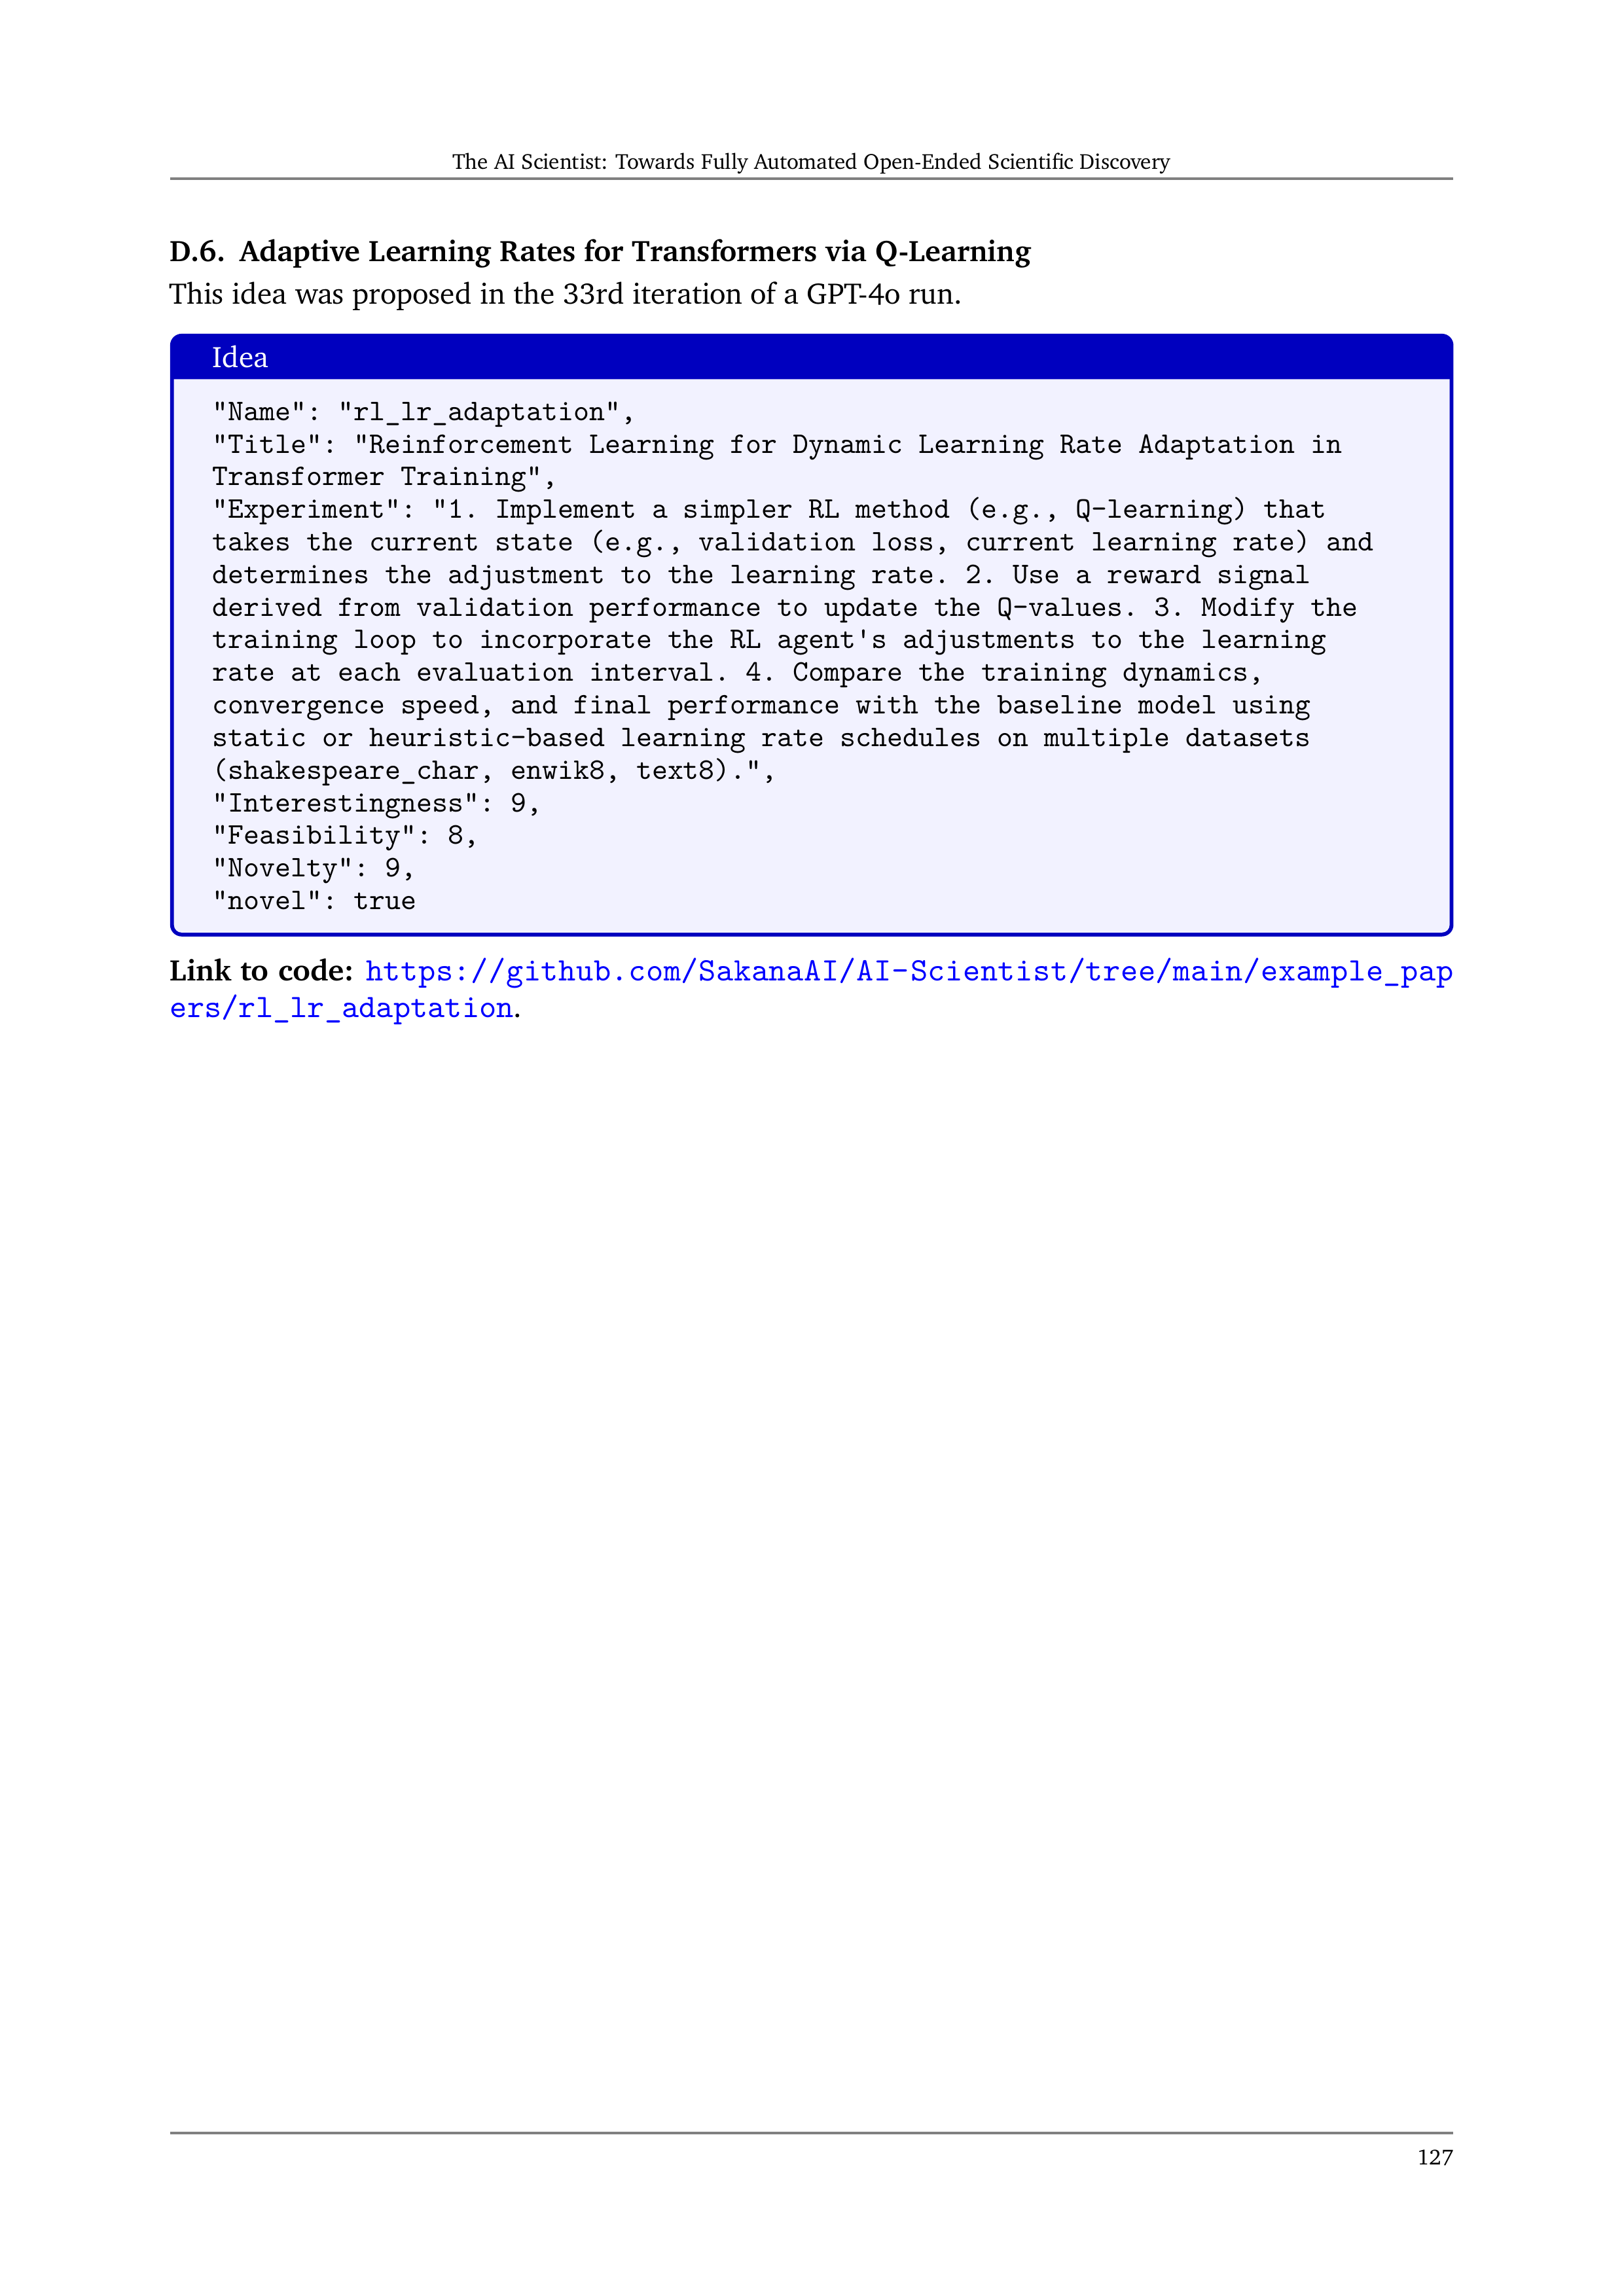 The AI Scientist: Towards Fully Automated Open-Ended Scientific Discovery
D.6. Adaptive Learning Rates for Transformers via Q-Learning
This idea was proposed in the 33rd iteration of a GPT-4o run.
Idea
"Name": "rl_lr_adaptation",
"Title": "Reinforcement Learning for Dynamic Learning Rate Adaptation in
Transformer Training",
"Experiment": "1. Implement a simpler RL method (e.g., Q-learning) that
takes the current state (e.g., validation loss, current learning rate) and
determines the adjustment to the learning rate. 2. Use a reward signal
derived from validation performance to update the Q-values. 3. Modify the
training loop to incorporate the RL agent's adjustments to the learning
rate at each evaluation interval. 4. Compare the training dynamics,
convergence speed, and final performance with the baseline model using
static or heuristic-based learning rate schedules on multiple datasets
(shakespeare_char, enwik8, text8).",
"Interestingness": 9,
"Feasibility": 8,
"Novelty": 9,
"novel": true
Link to code: https://github.com/SakanaAI/AI-Scientist/tree/main/example_pap
ers/rl_lr_adaptation.
127